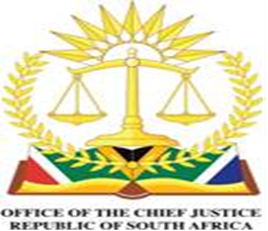 OFFICE OF THE CHIEF JUSTICE
REPUBLIC OF SOUTH AFRICA